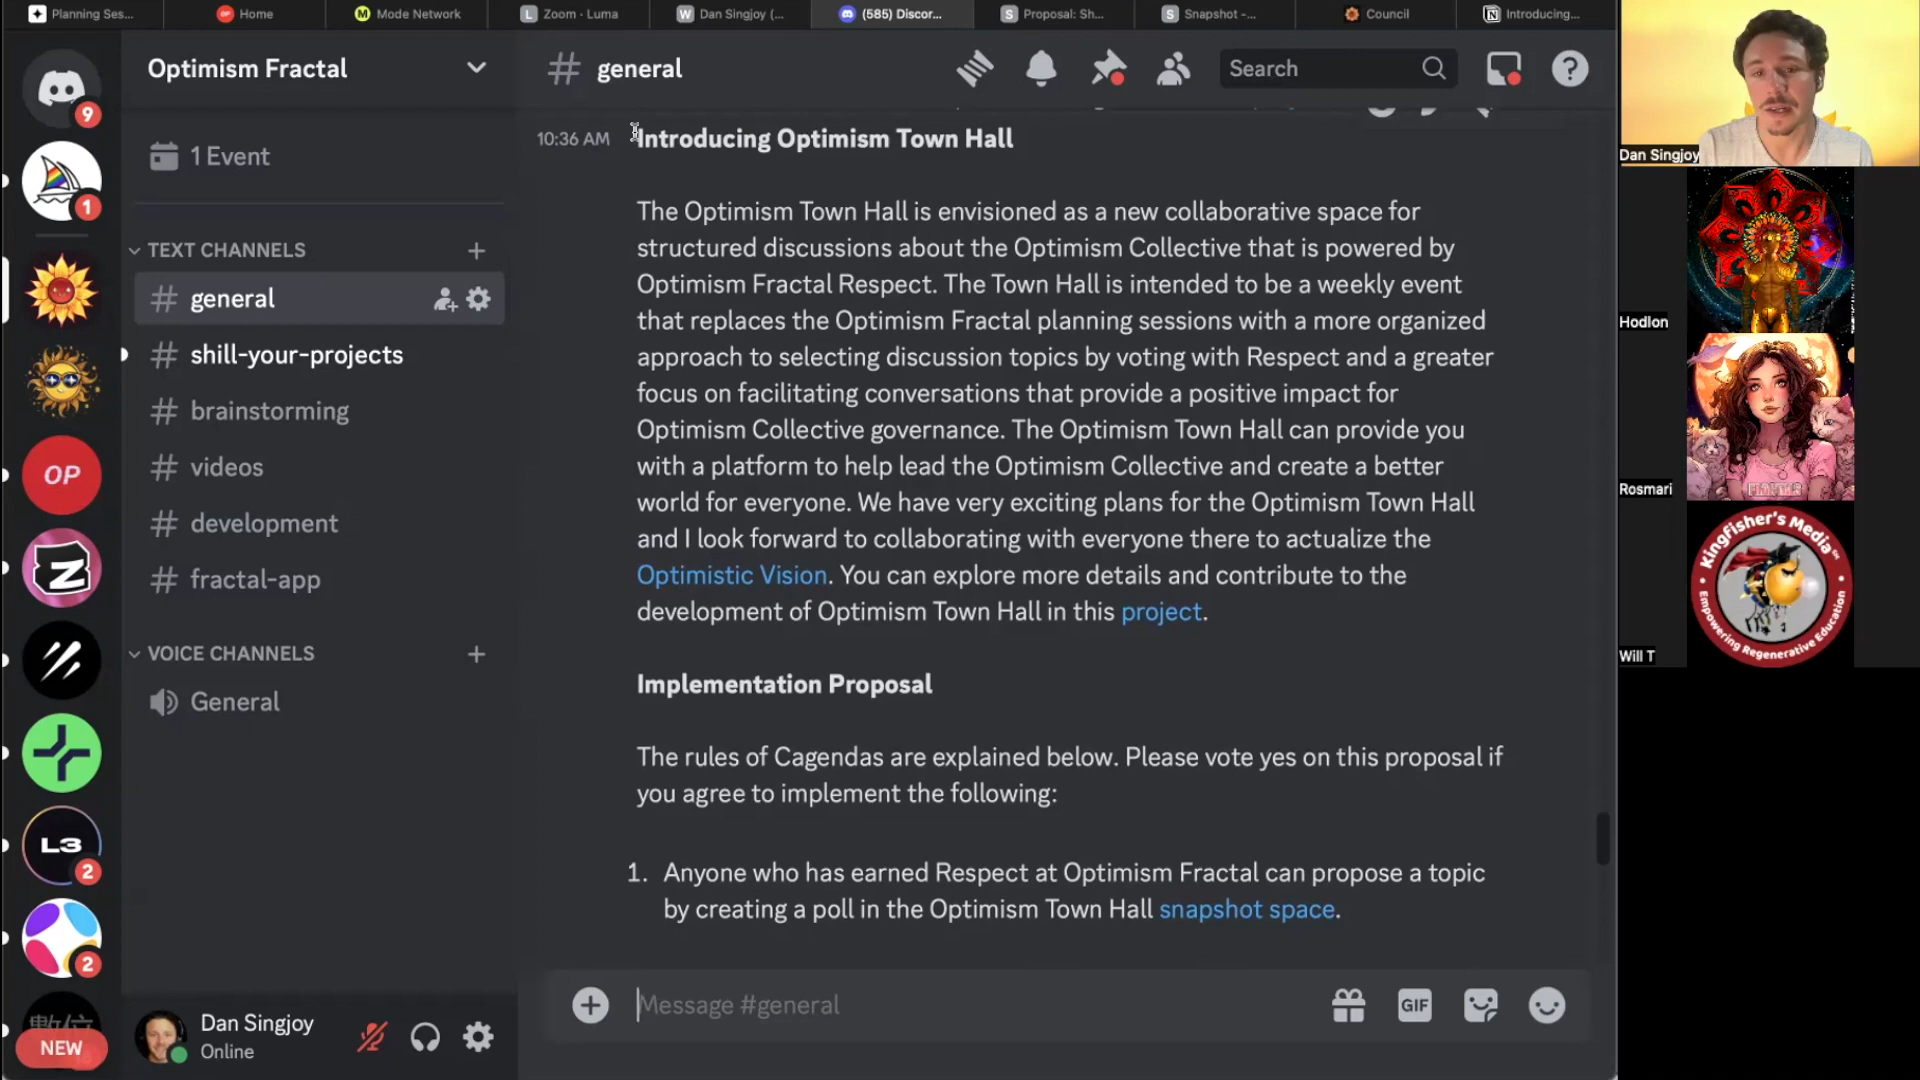 Planning Ses...
Home
Mode Network
Zoom · Luma
Dan Singjoy (...
(585) Discor...
Proposal: Sh...
Snapshot -...
Council
Introducing...
Optimism Fractal
general
Search
9
1
OP
L3
2
2
NEW
1 Event
TEXT CHANNELS
general
shill-your-projects
brainstorming
videos
development
fractal-app
VOICE CHANNELS
General
Dan Singjoy
Online
10:36 AM
Introducing Optimism Town Hall
The Optimism Town Hall is envisioned as a new collaborative space for
structured discussions about the Optimism Collective that is powered by
Optimism Fractal Respect. The Town Hall is intended to be a weekly event
that replaces the Optimism Fractal planning sessions with a more organized
approach to selecting discussion topics by voting with Respect and a greater
focus on facilitating conversations that provide a positive impact for
Optimism Collective governance. The Optimism Town Hall can provide you
with a platform to help lead the Optimism Collective and create a better
world for everyone. We have very exciting plans for the Optimism Town Hall
and I look forward to collaborating with everyone there to actualize the
Optimistic Vision. You can explore more details and contribute to the
development of Optimism Town Hall in this project.
Implementation Proposal
The rules of Cagendas are explained below. Please vote yes on this proposal if
you agree to implement the following:
1. Anyone who has earned Respect at Optimism Fractal can propose a topic
by creating a poll in the Optimism Town Hall snapshot space.
Message #general
GIF
Dan Singjoy
Hodlon
Rosmari
Kingfisher's Media
Empowering Regenerative Education
Will T